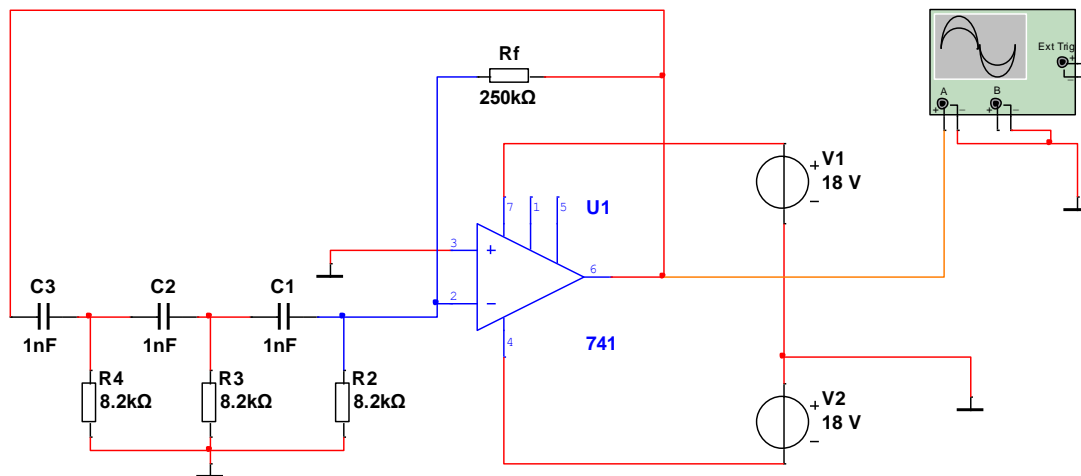 Rf
250kΩ
Ext Trig
+
−
A
B
+ − + −
V1
+
18 V
−
7 1 5
U1
3
+
6
2
−
4
741
C3 C2 C1
1nF 1nF 1nF
R4 R3 R2
8.2kΩ 8.2kΩ 8.2kΩ
V2
+
18 V
−